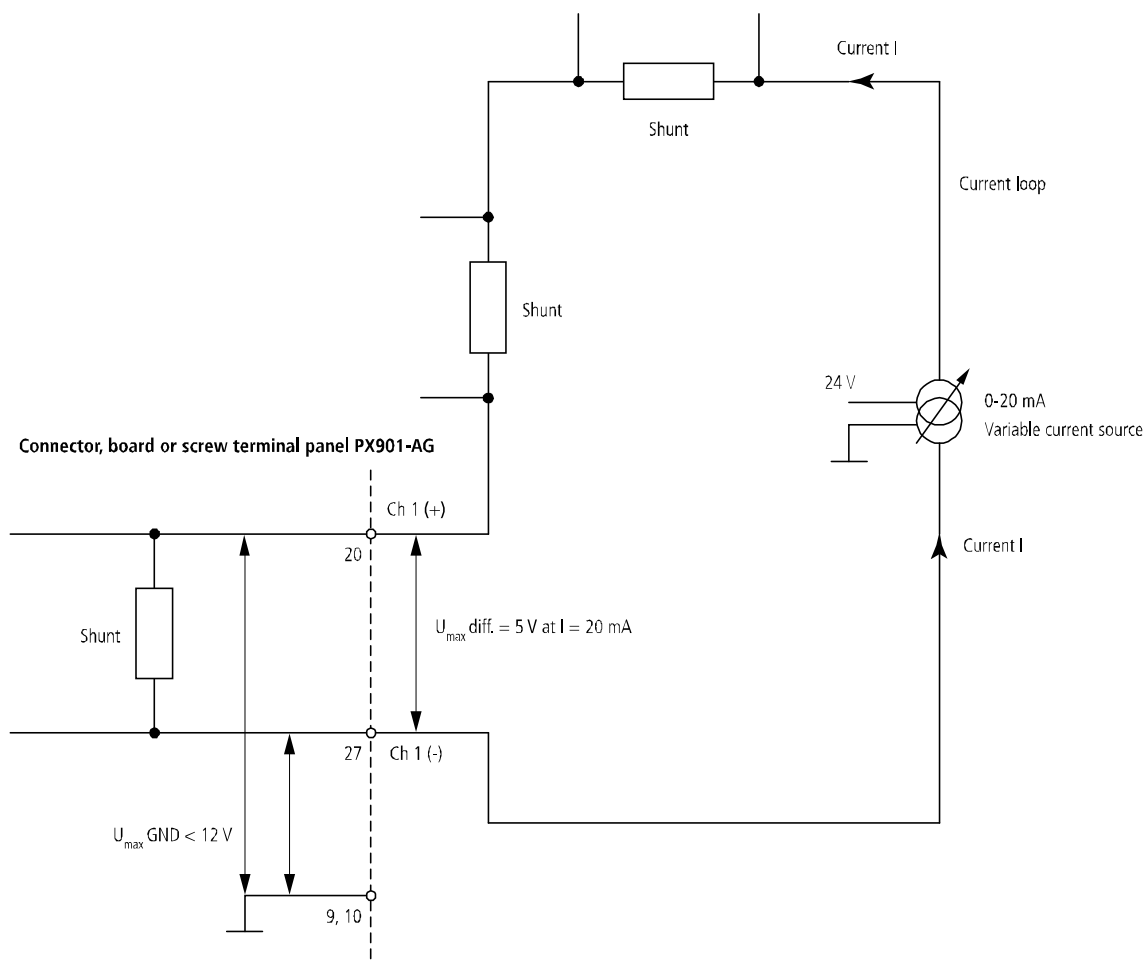 Current I
Shunt
Current loop
Shunt
24 V
0-20 mA
Variable current source
Connector, board or screw terminal panel PX901-AG
Ch 1 (+)
20
Current I
Shunt
Umax diff. = 5 V at I = 20 mA
27
Ch 1 (-)
Umax GND < 12 V
9, 10